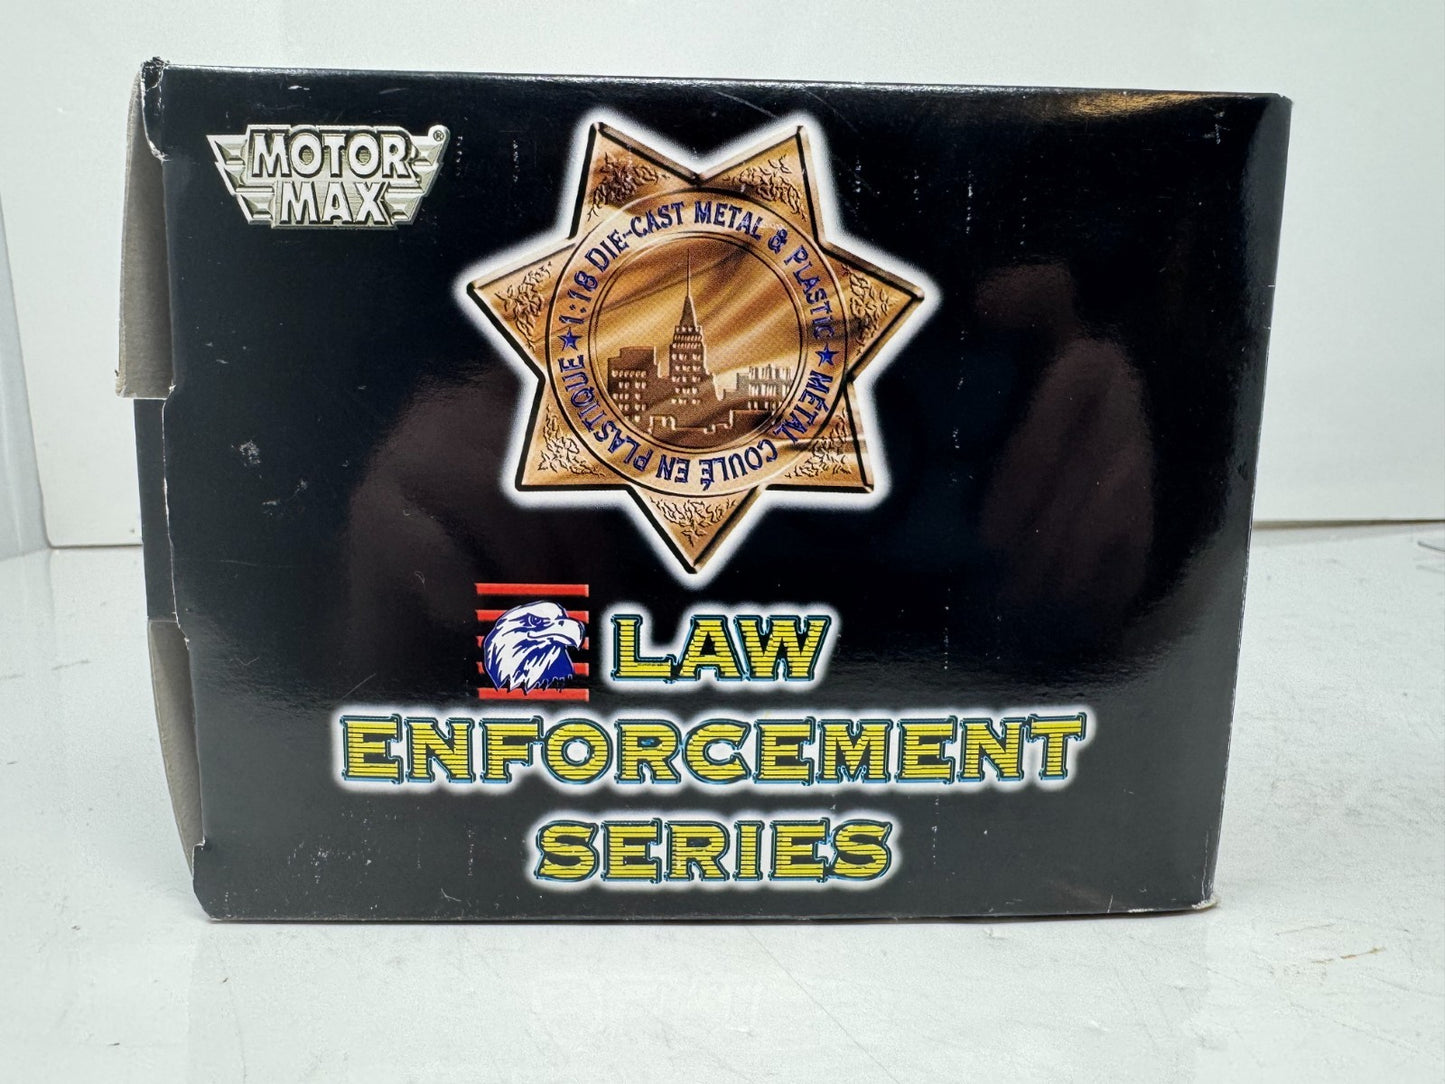 MOTOR
MAX®
★ 1:18 DIE-CAST METAL & PLASTIC ★ MÉTAL COULÉ EN PLASTIQUE
LAW
ENFORCEMENT
SERIES